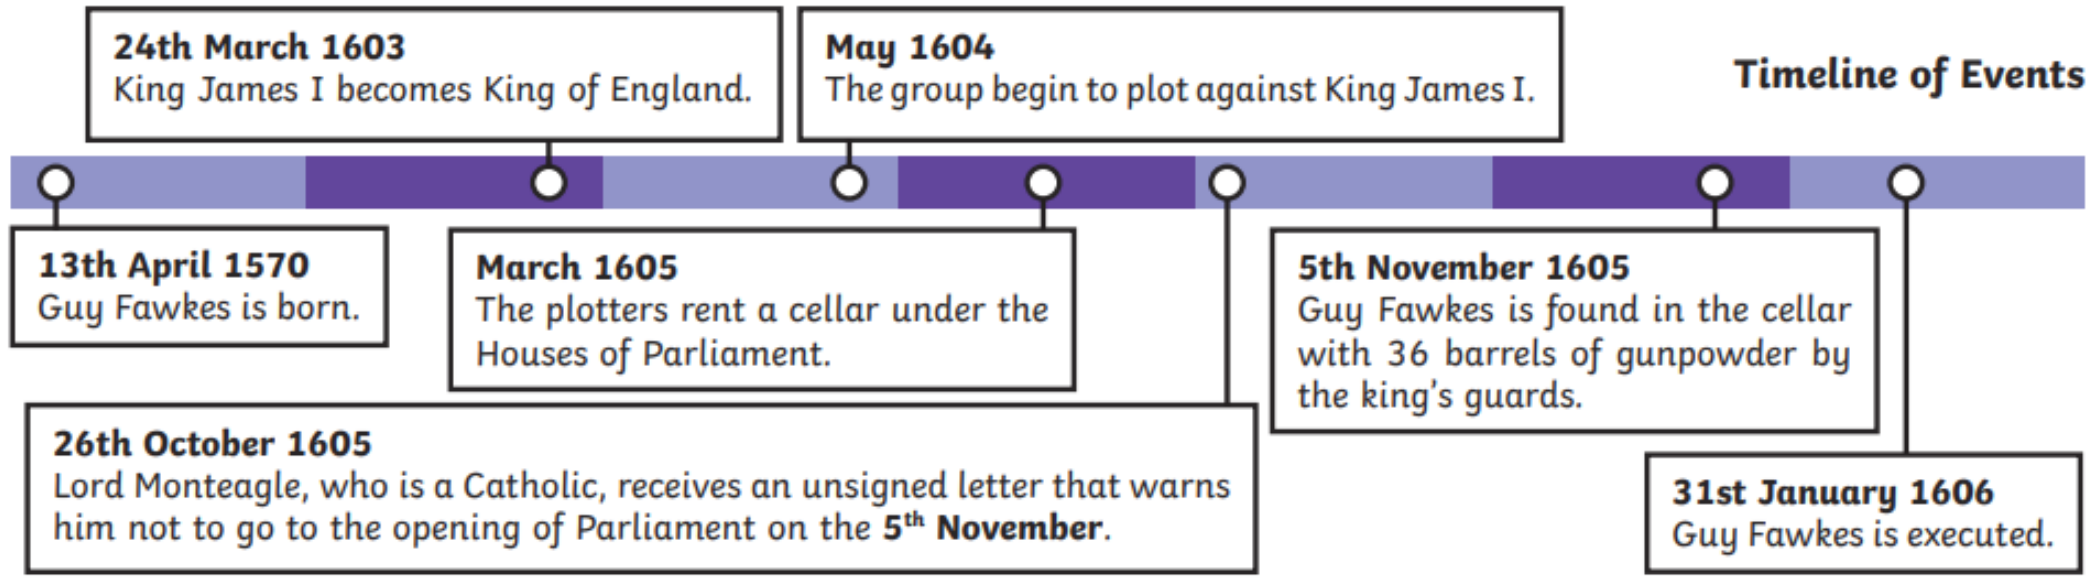 Timeline of Events
24th March 1603
King James I becomes King of England.
May 1604
The group begin to plot against King James I.
13th April 1570
Guy Fawkes is born.
March 1605
The plotters rent a cellar under the
Houses of Parliament.
5th November 1605
Guy Fawkes is found in the cellar
with 36 barrels of gunpowder by
the king's guards.
26th October 1605
Lord Monteagle, who is a Catholic, receives an unsigned letter that warns
him not to go to the opening of Parliament on the 5th November.
31st January 1606
Guy Fawkes is executed.